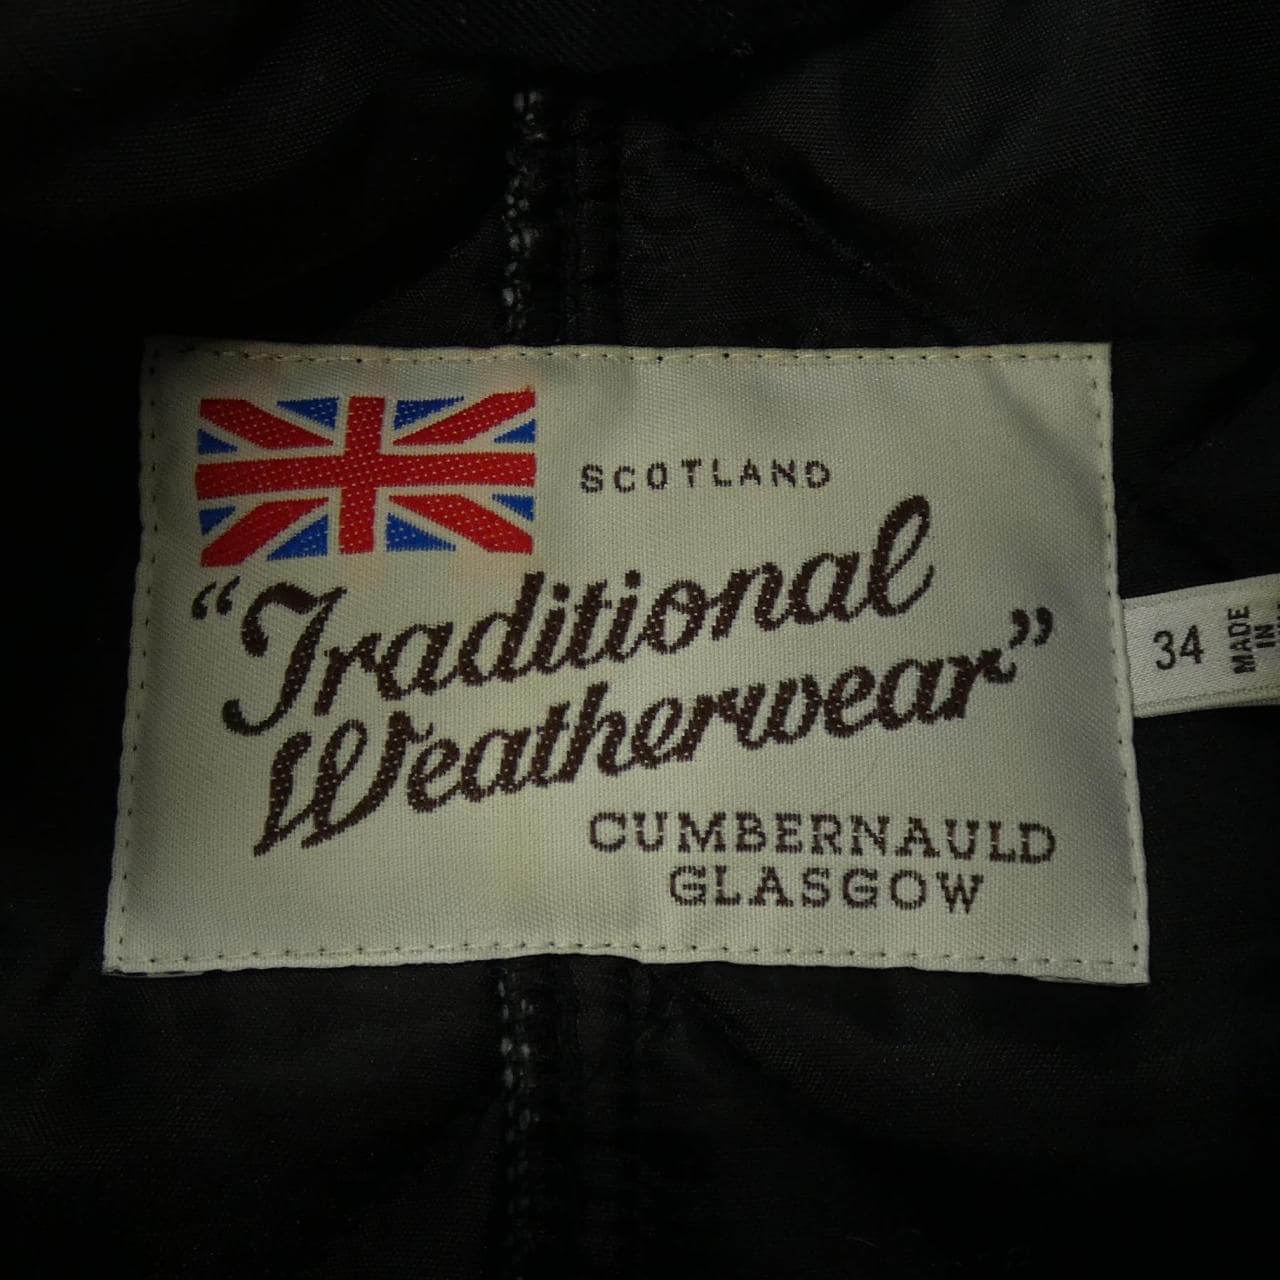 SCOTLAND
“Traditional
Weatherwear”
CUMBERNAULD
GLASGOW
34
MADE
IN